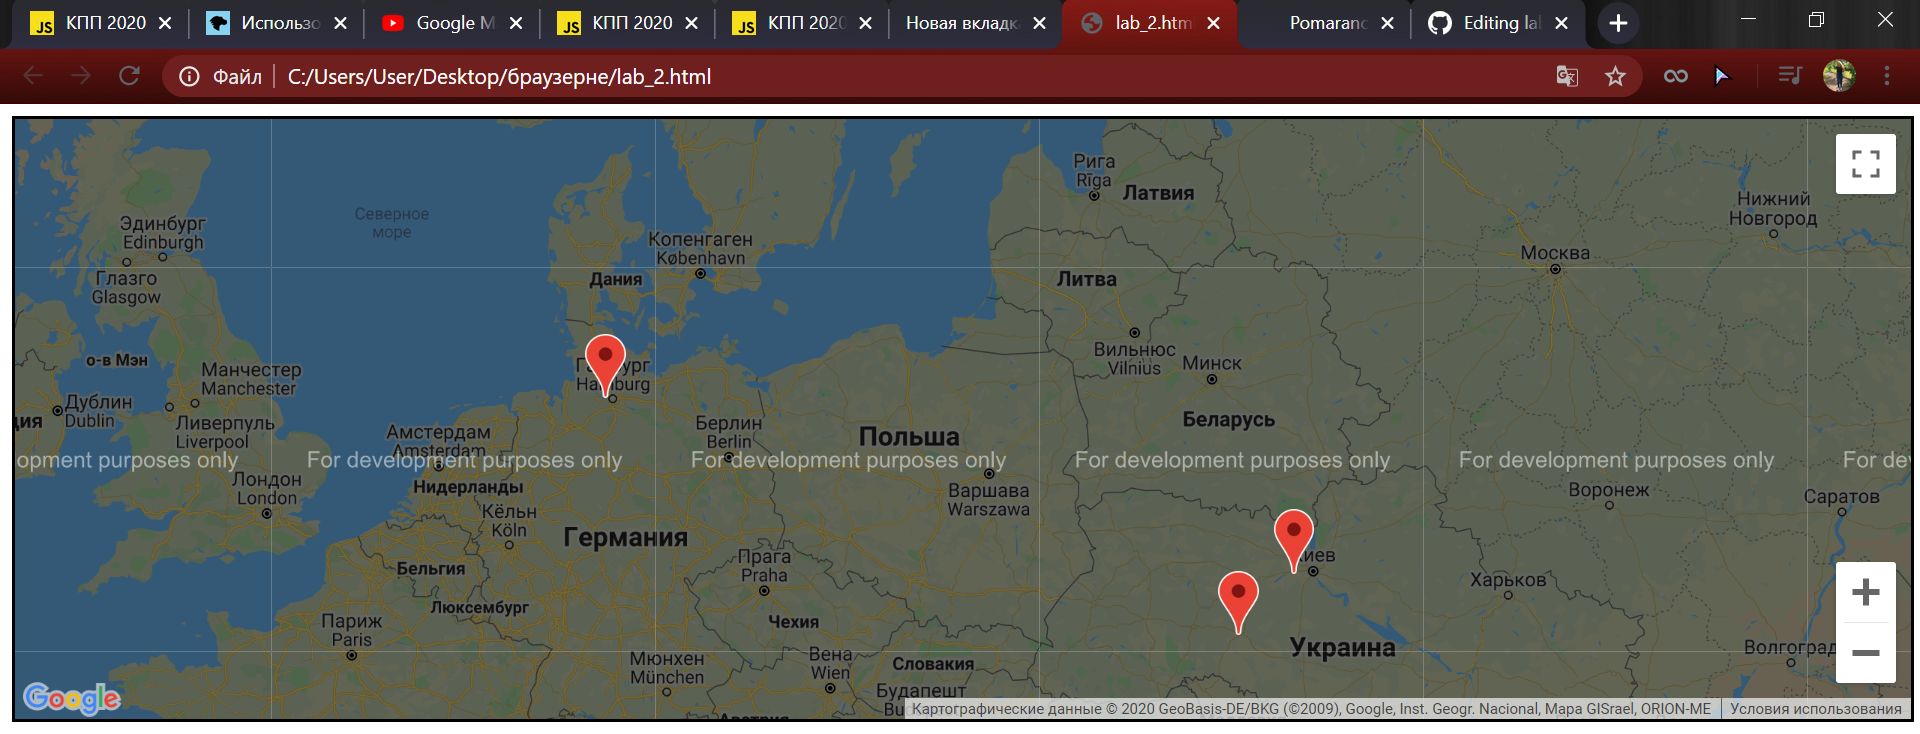 КПП 2020
Использо
Google M
КПП 2020
КПП 2020
Новая вкладк
lab_2.htm
Pomaranc
Editing la
Файл
C:/Users/User/Desktop/браузерне/lab_2.html
Рига
Rīga
Латвия
Нижний
Новгород
Северное
море
Эдинбург
Edinburgh
Копенгаген
København
Москва
Глазго
Glasgow
Дания
Литва
о-в Мэн
Вильнюс
Vilnius
Минск
Манчестер
Manchester
Дублин
Dublin
Ливерпуль
Liverpool
Беларусь
Амстердам
Amsterdam
Берлин
Berlin
Польша
opment purposes only
For development purposes only
For development purposes only
For development purposes only
For development purposes only
For de
Лондон
London
Нидерланды
Варшава
Warszawa
Воронеж
Саратов
Кёльн
Köln
Германия
Прага
Praha
Бельгия
Харьков
Люксембург
Париж
Paris
Чехия
Украина
Волгоград
Мюнхен
München
Вена
Wien
Словакия
Будапешт
Google
Картографические данные © 2020 GeoBasis-DE/BKG (©2009), Google, Inst. Geogr. Nacional, Mapa GISrael, ORION-ME
Условия использования